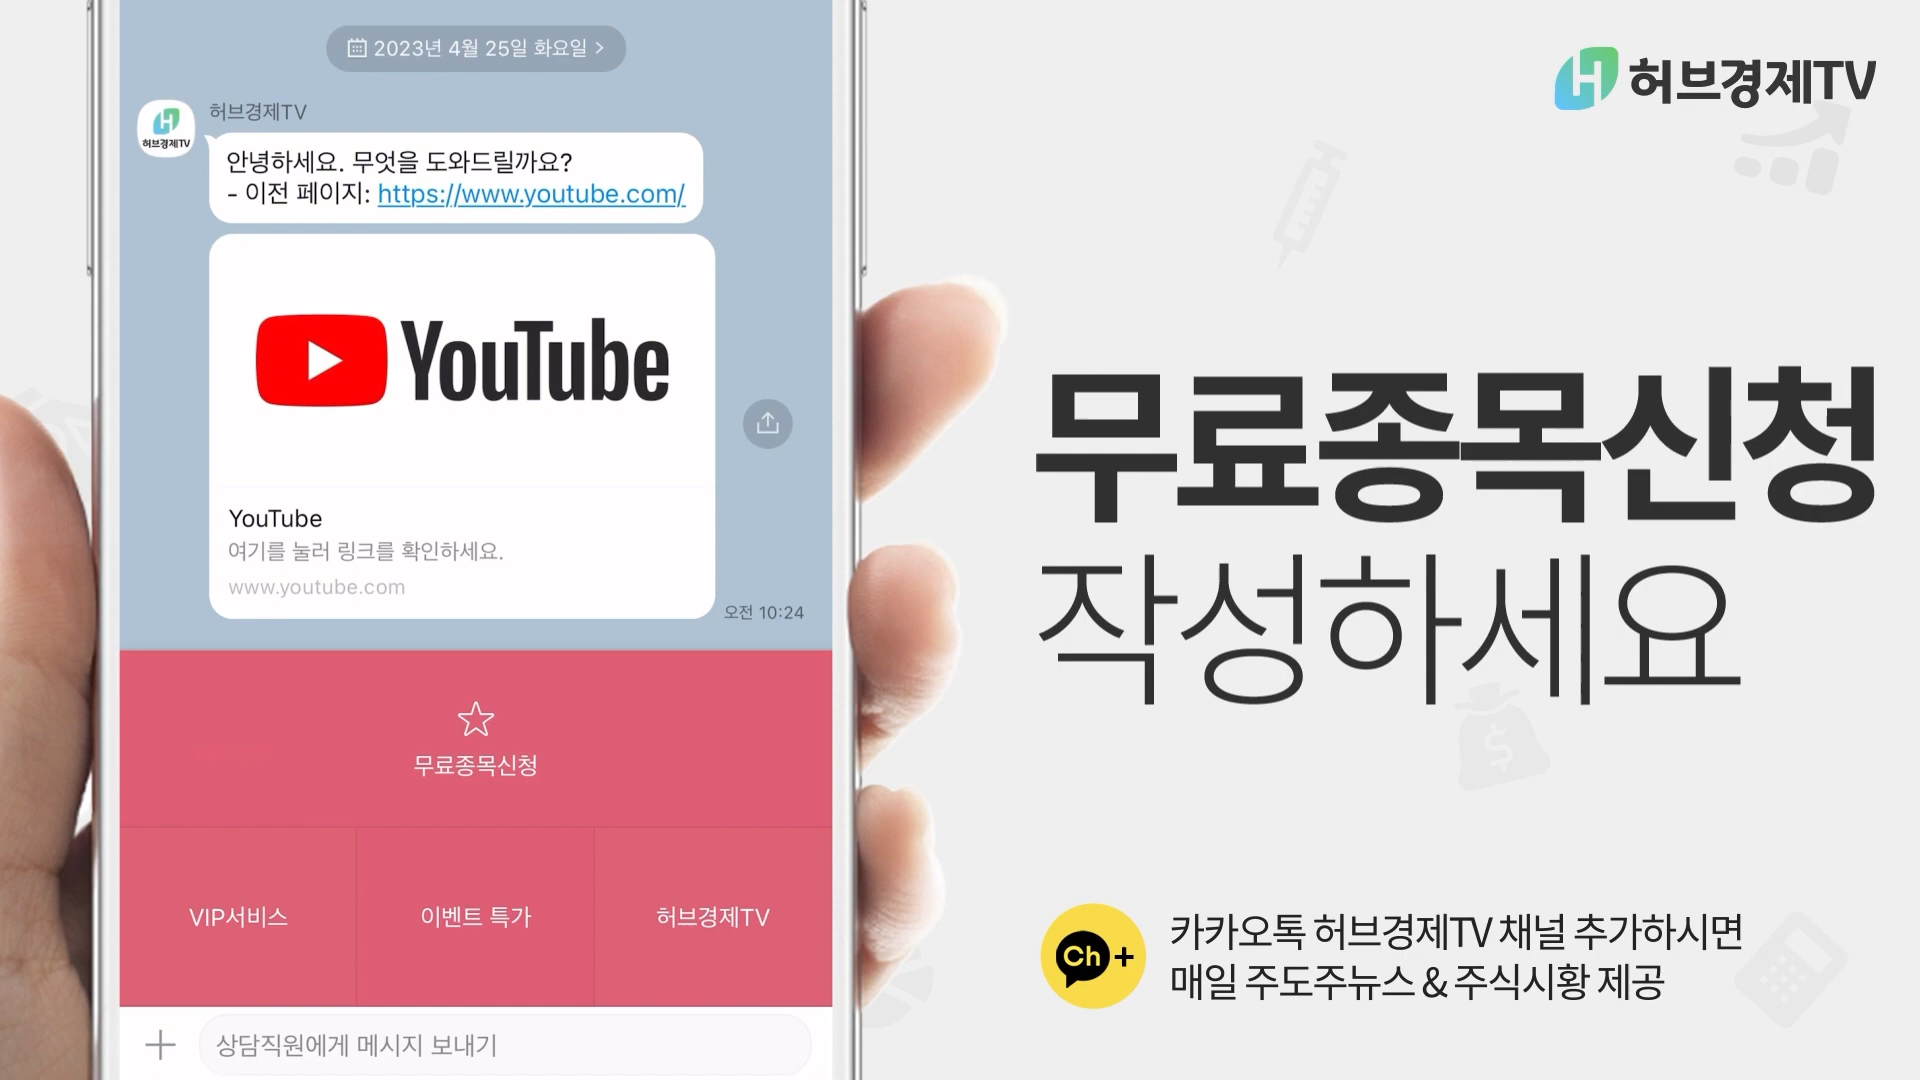 2023년 4월 25일 화요일 >
허브경제TV
허브경제TV
안녕하세요. 무엇을 도와드릴까요?
- 이전 페이지: https://www.youtube.com/
YouTube
YouTube
여기를 눌러 링크를 확인하세요.
www.youtube.com
오전 10:24
무료종목신청
VIP서비스
이벤트 특가
허브경제TV
상담직원에게 메시지 보내기
허브경제TV
무료종목신청
작성하세요
Ch+
카카오톡 허브경제TV 채널 추가하시면
매일 주도주뉴스 & 주식시황 제공